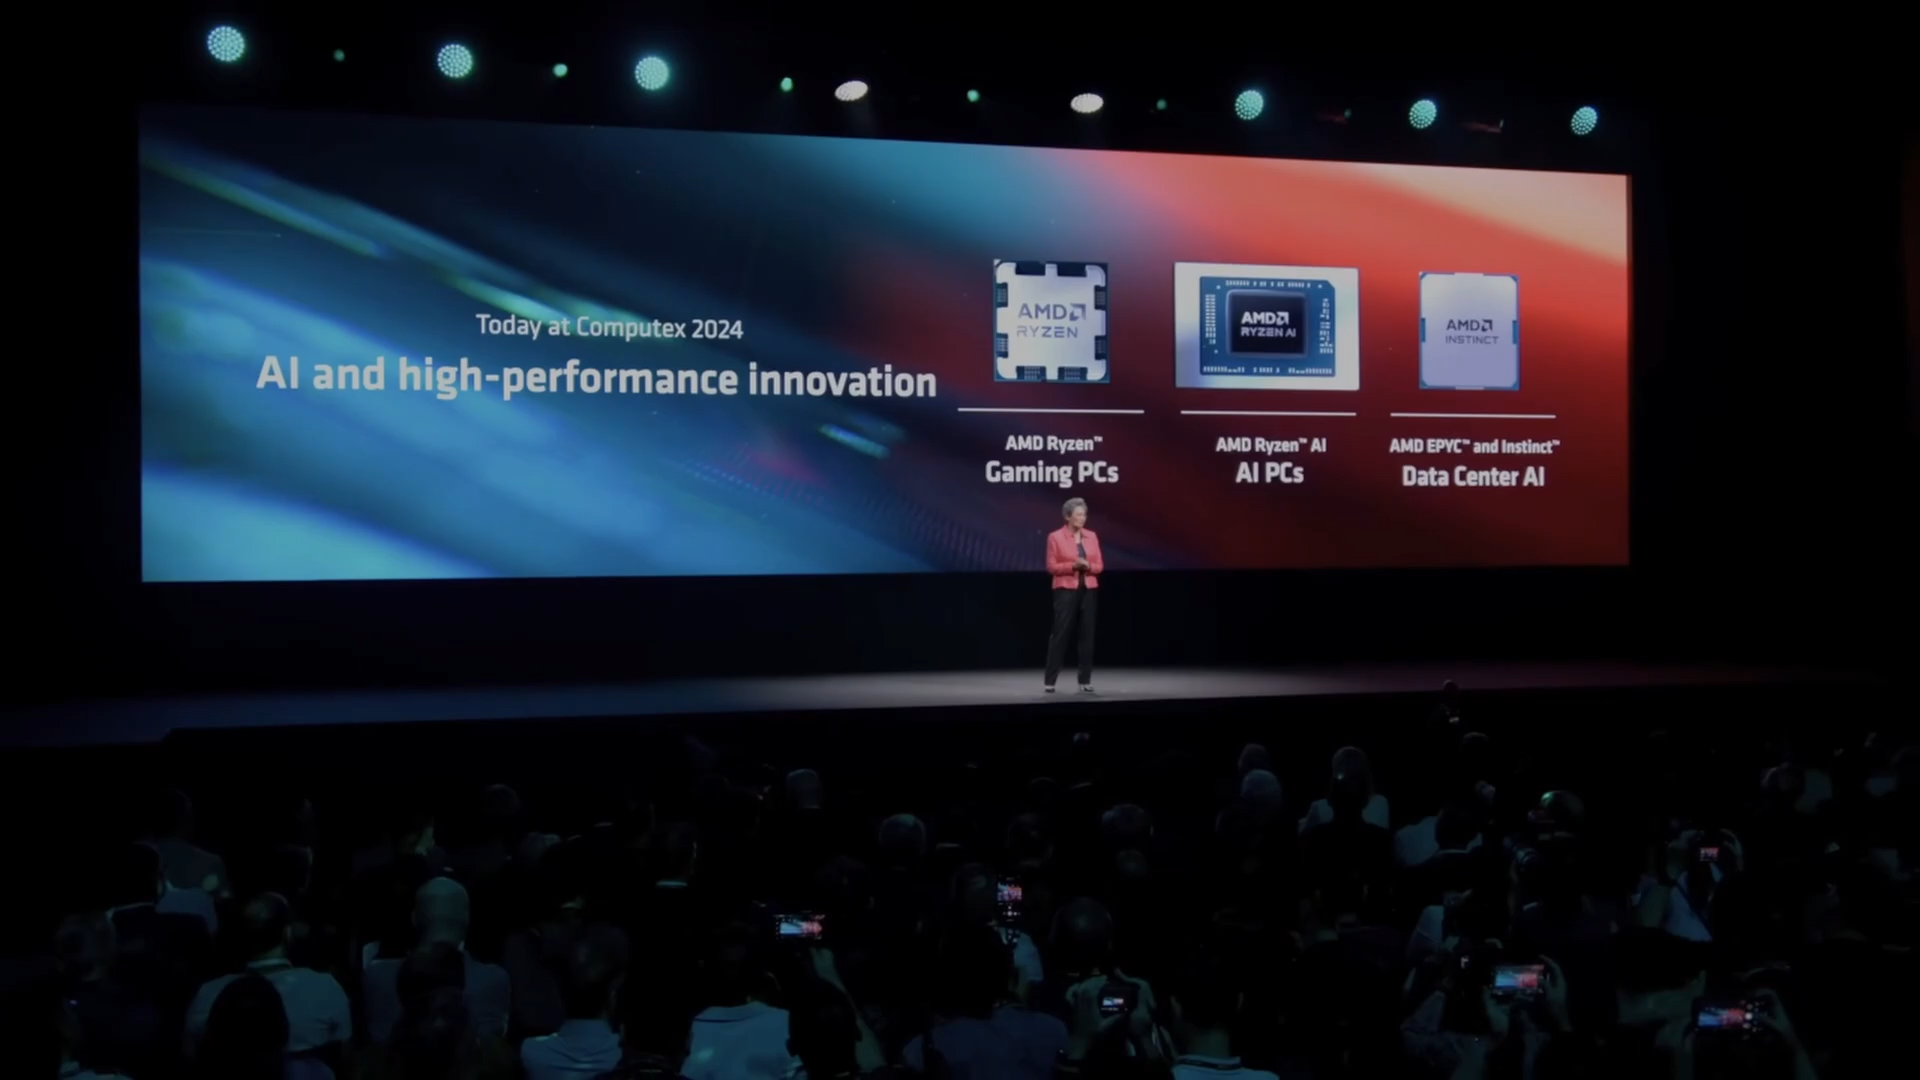 Today at Computex 2024
AI and high-performance innovation
AMD
RYZEN
AMD Ryzen™
Gaming PCs
AMD
RYZEN AI
AMD Ryzen™ AI
AI PCs
AMD
INSTINCT
AMD EPYC™ and Instinct™
Data Center AI